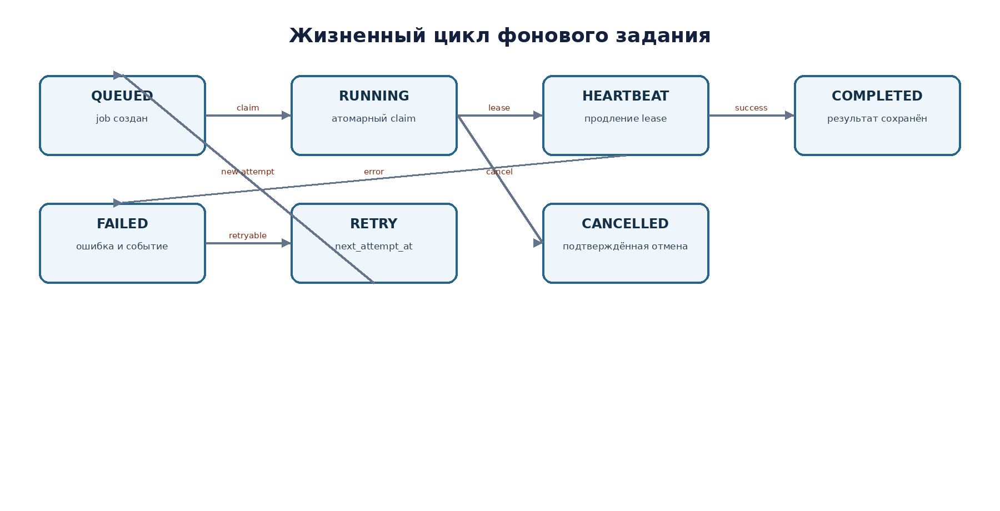 Жизненный цикл фонового задания
QUEUED
job создан
claim
RUNNING
атомарный claim
lease
HEARTBEAT
продление lease
success
COMPLETED
результат сохранён
new attempt
error
cancel
FAILED
ошибка и событие
retryable
RETRY
next_attempt_at
CANCELLED
подтверждённая отмена